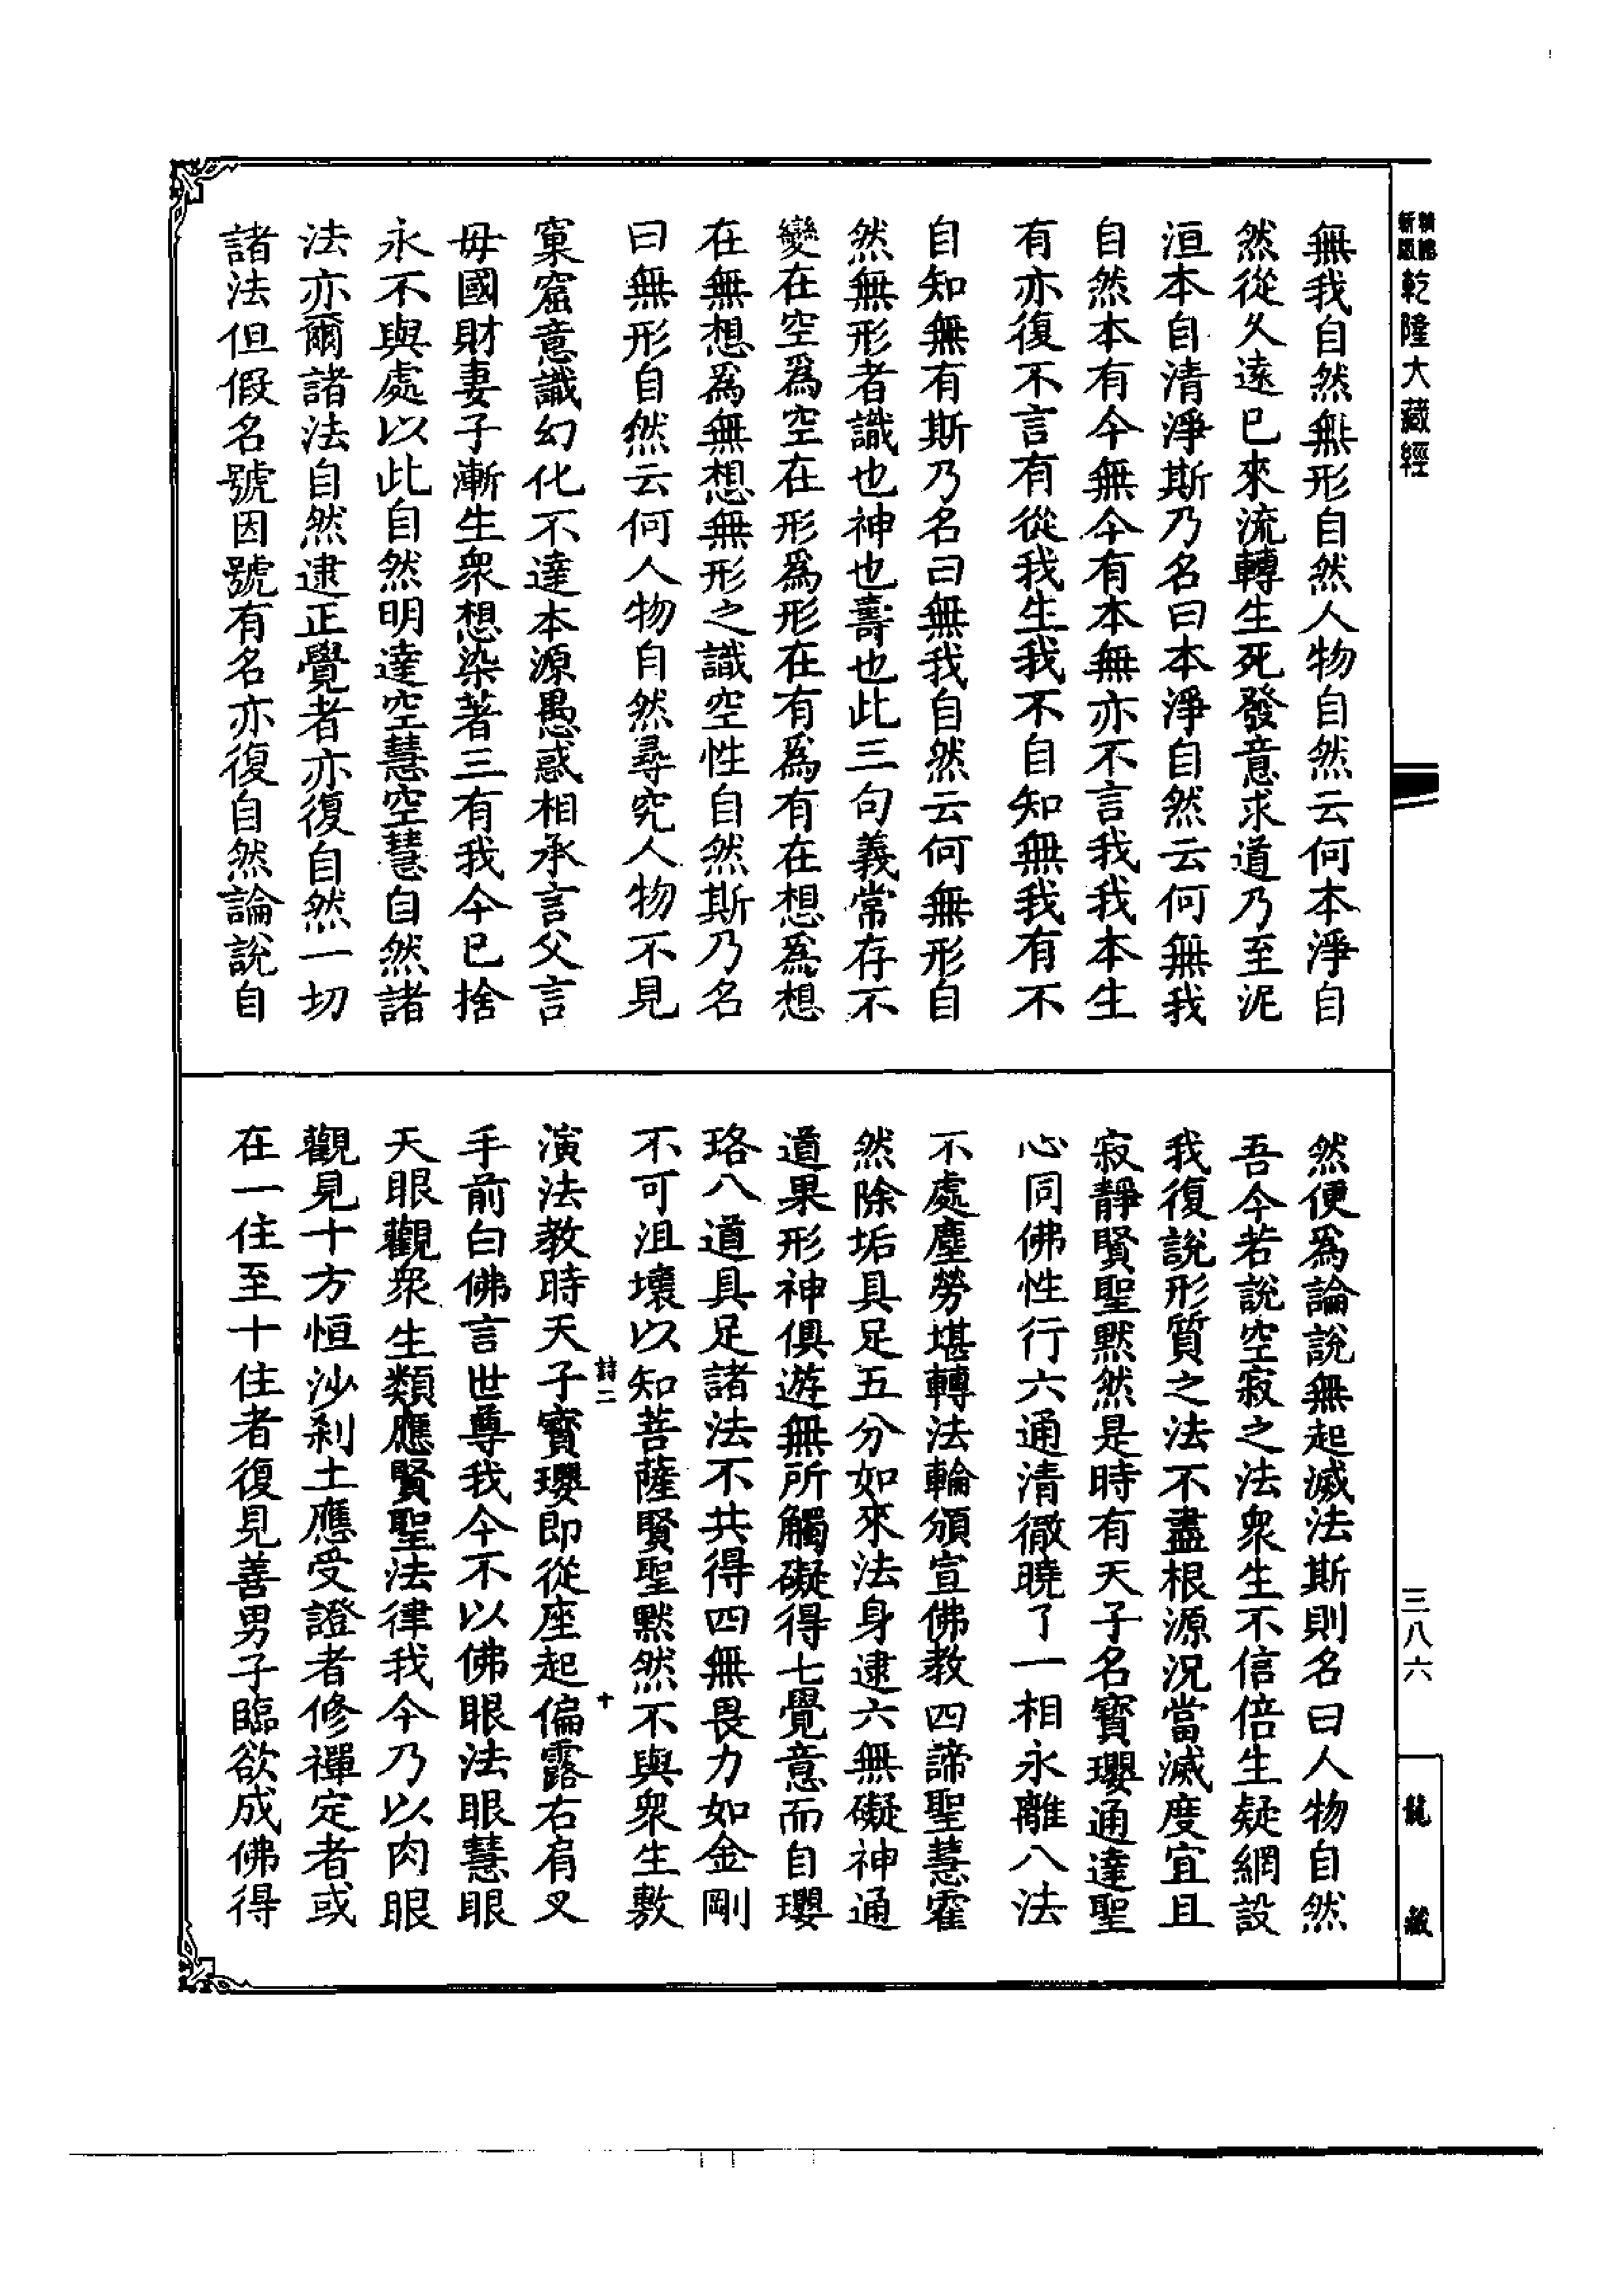 乾隆大藏經
無我自然無形自然人物自然云何本淨自
然從久遠已來流轉生死發意求道乃至泥
洹本自清淨斯乃名曰本淨自然云何無我
自然本有今無今有本無亦不言我我本生
有亦復不言有從我生我不自知無我有不
自知無有斯乃名曰無我自然云何無形自
然無形者識也神也壽也此三句義常存不
變在空爲空在形爲形在有爲有在想爲想
在無想爲無想無形之識空性自然斯乃名
曰無形自然云何人物自然尋究人物不見
窠窟意識幻化不達本源愚惑相承言父言
母國財妻子漸生衆想染著三有我今已捨
永不與處以此自然明達空慧空慧自然諸
法亦爾諸法自然逮正覺者亦復自然一切
諸法但假名號因號有名亦復自然論說自
然便爲論說無起滅法斯則名曰人物自然
吾今若說空寂之法衆生不信倍生疑網設
我復說形質之法不盡根源況當滅度宜且
寂靜賢聖默然是時有天子名寶瓔通達聖
心同佛性行六通清徹曉了一相永離八法
不處塵勞堪轉法輪頒宣佛教四諦聖慧霍
然除垢具足五分如來法身逮六無礙神通
道果形神俱遊無所觸礙得七覺意而自瓔
珞八道具足諸法不共得四無畏力如金剛
不可沮壞以知菩薩賢聖默然不與衆生敷
詩二
十
演法教時天子寶瓔即從座起偏露右肩叉
手前白佛言世尊我今不以佛眼法眼慧眼
天眼觀衆生類應賢聖法律我今乃以肉眼
觀見十方恒沙剎土應受證者修禪定者或
在一住至十住者復見善男子臨欲成佛得
三八六
龍藏